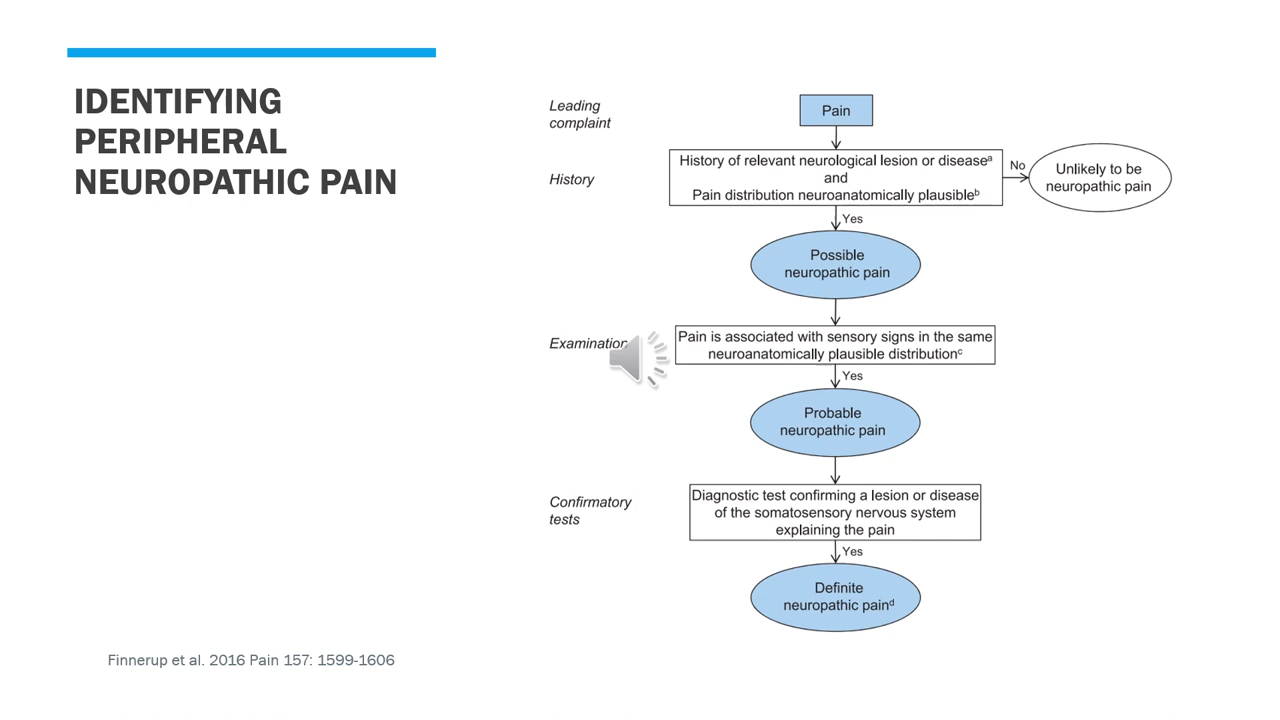 IDENTIFYING
PERIPHERAL
NEUROPATHIC PAIN
Leading
complaint
Pain
History
History of relevant neurological lesion or diseaseᵃ
and
Pain distribution neuroanatomically plausibleᵇ
No
Unlikely to be
neuropathic pain
Yes
Possible
neuropathic pain
Examination
Pain is associated with sensory signs in the same
neuroanatomically plausible distributionᶜ
Yes
Probable
neuropathic pain
Confirmatory
tests
Diagnostic test confirming a lesion or disease
of the somatosensory nervous system
explaining the pain
Yes
Definite
neuropathic painᵈ
Finnerup et al. 2016 Pain 157: 1599-1606